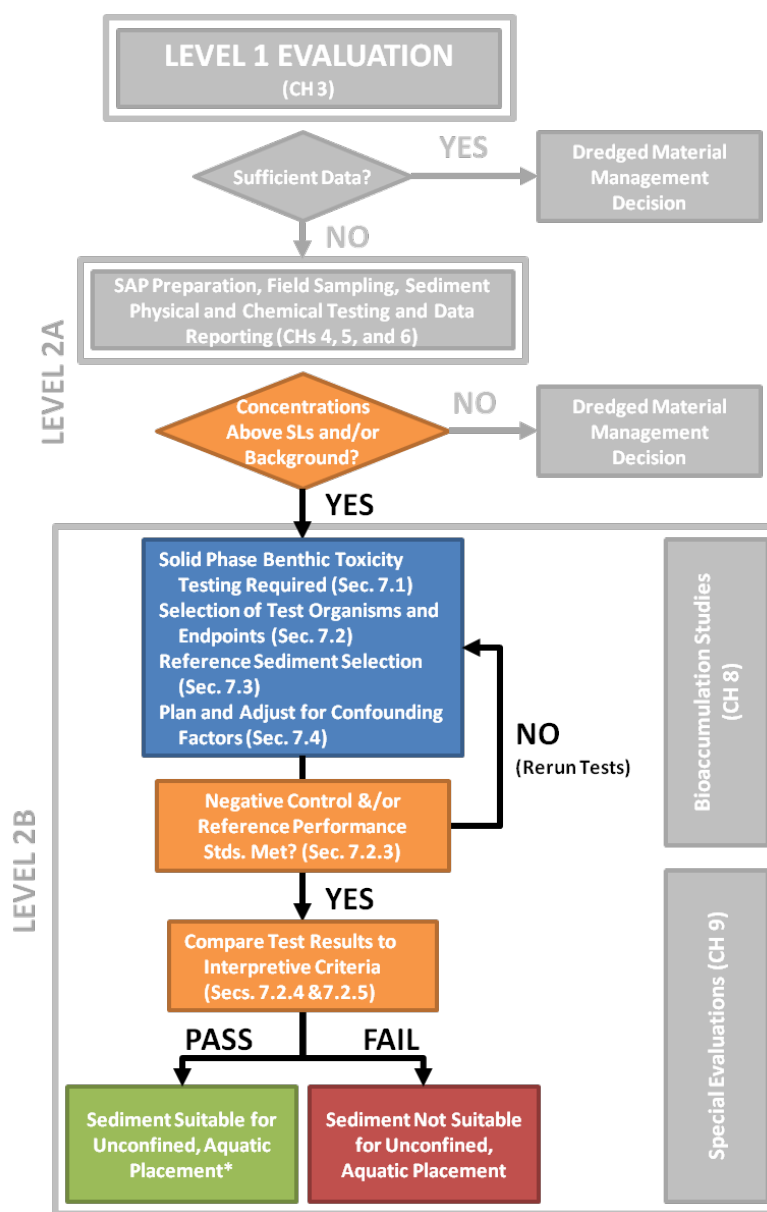 LEVEL 1 EVALUATION
(CH 3)
Sufficient Data?
YES
Dredged Material
Management
Decision
NO
SAP Preparation, Field Sampling, Sediment
Physical and Chemical Testing and Data
Reporting (CHs 4, 5, and 6)
LEVEL 2A
Concentrations
Above SLs and/or
Background?
NO
Dredged Material
Management
Decision
YES
LEVEL 2B
Solid Phase Benthic Toxicity
Testing Required (Sec. 7.1)
Selection of Test Organisms and
Endpoints (Sec. 7.2)
Reference Sediment Selection
(Sec. 7.3)
Plan and Adjust for Confounding
Factors (Sec. 7.4)
NO
(Rerun Tests)
Bioaccumulation Studies
(CH 8)
Negative Control &/or
Reference Performance
Stds. Met? (Sec. 7.2.3)
YES
Compare Test Results to
Interpretive Criteria
(Secs. 7.2.4 &7.2.5)
PASS
FAIL
Sediment Suitable for
Unconfined, Aquatic
Placement*
Sediment Not Suitable
for Unconfined,
Aquatic Placement
Special Evaluations (CH 9)